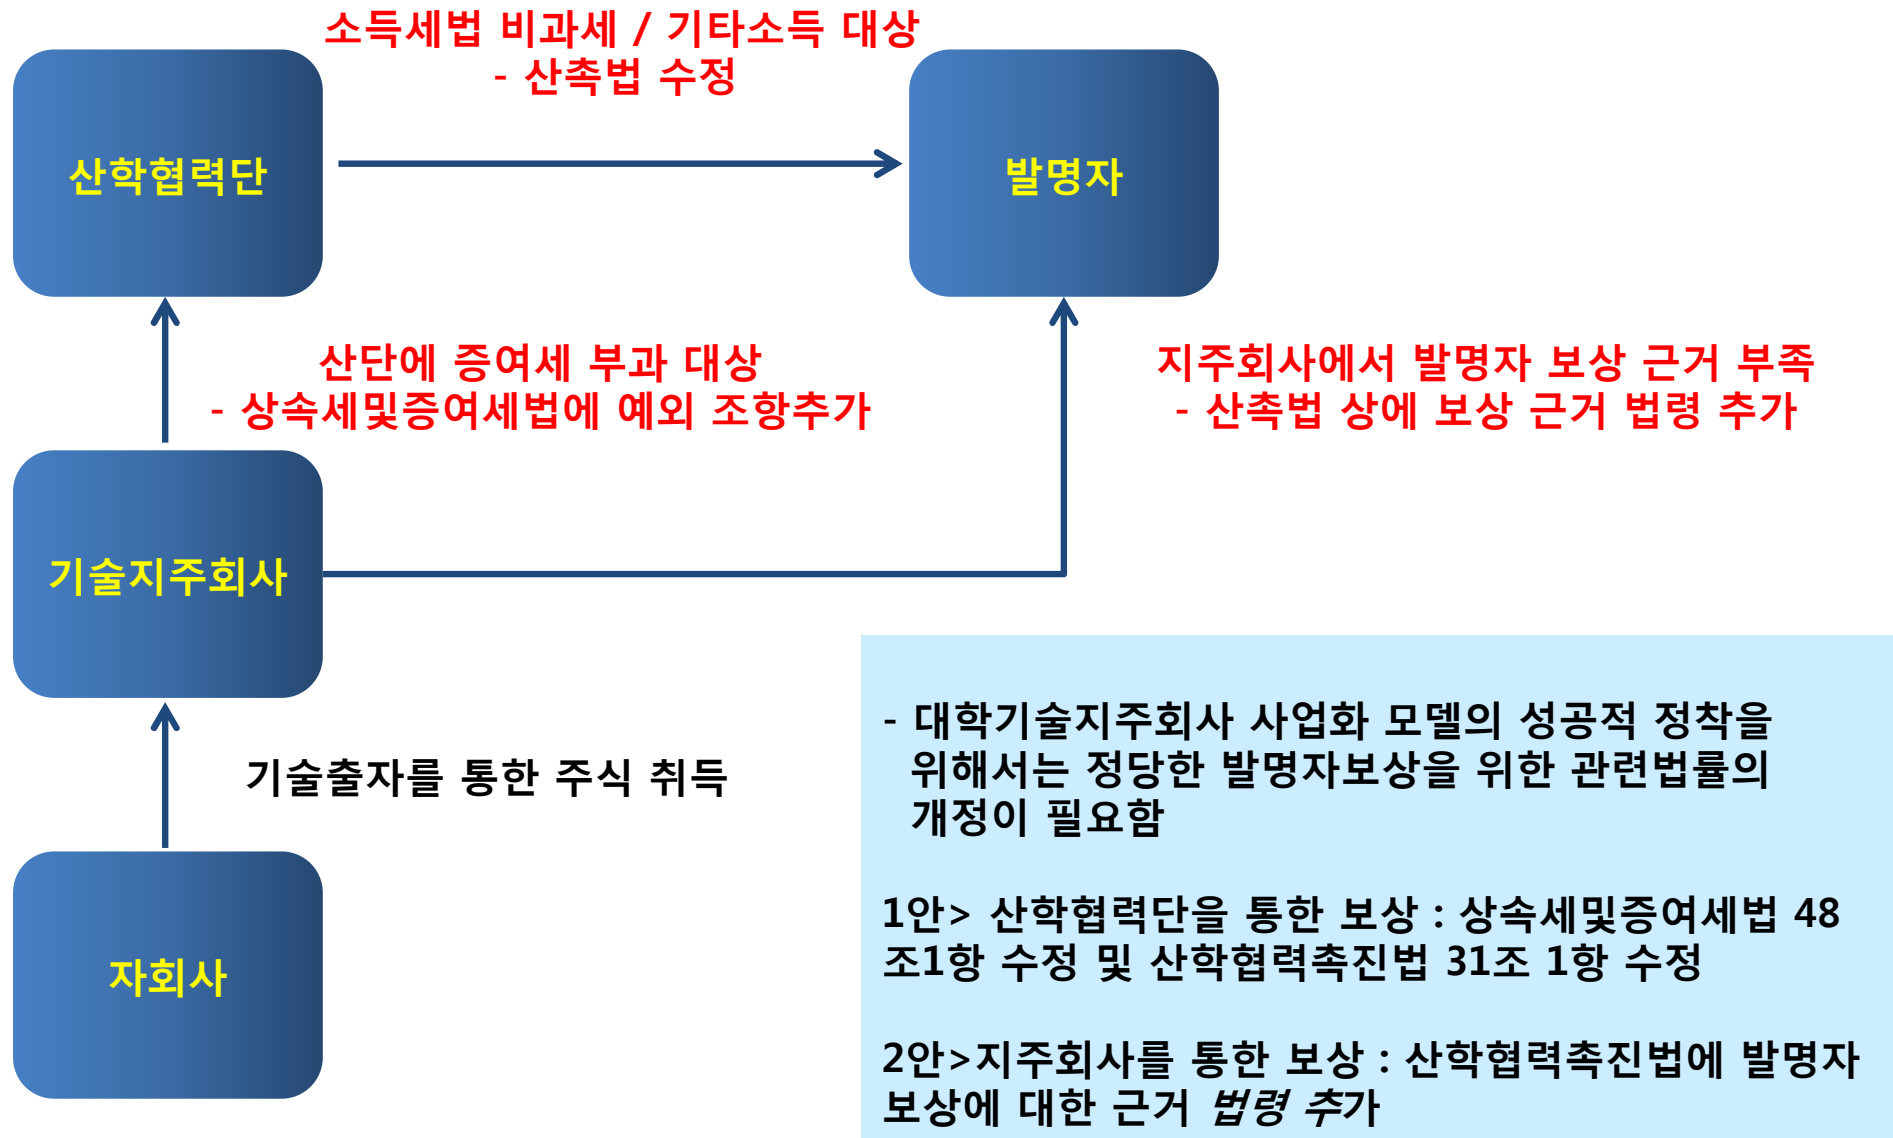 소득세법 비과세 / 기타소득 대상
- 산촉법 수정
산학협력단
발명자
산단에 증여세 부과 대상
- 상속세및증여세법에 예외 조항추가
지주회사에서 발명자 보상 근거 부족
- 산촉법 상에 보상 근거 법령 추가
기술지주회사
기술출자를 통한 주식 취득
자회사
- 대학기술지주회사 사업화 모델의 성공적 정착을
위해서는 정당한 발명자보상을 위한 관련법률의
개정이 필요함
1안> 산학협력단을 통한 보상 : 상속세및증여세법 48
조1항 수정 및 산학협력촉진법 31조 1항 수정
2안>지주회사를 통한 보상 : 산학협력촉진법에 발명자
보상에 대한 근거 법령 추가